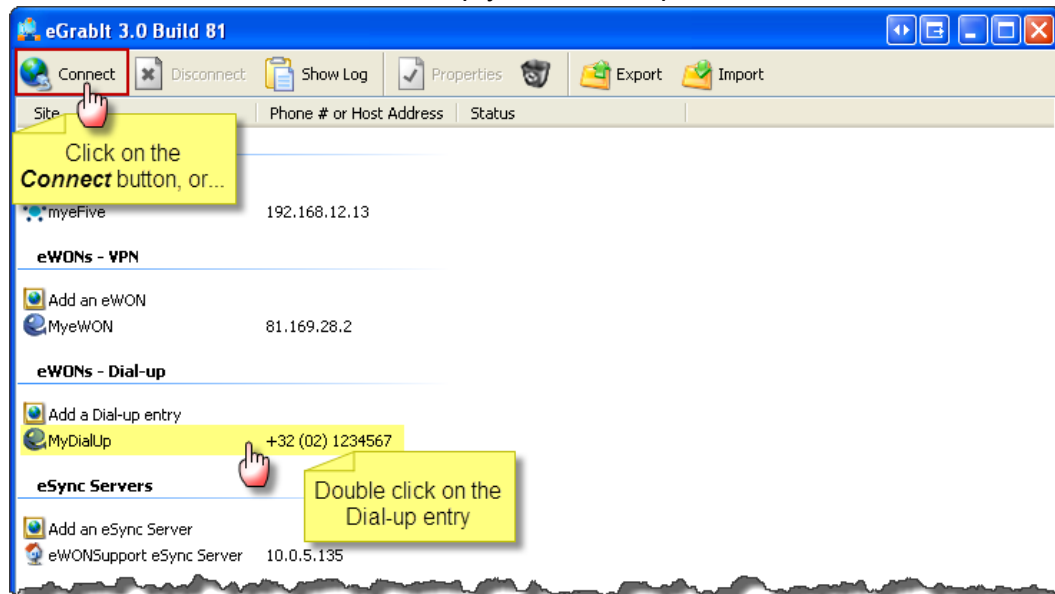 eGrabIt 3.0 Build 81
Connect Disconnect Show Log Properties Export Import
Site Phone # or Host Address Status
Click on the
Connect button, or...
myeFive 192.168.12.13
eWONs - VPN
Add an eWON
MyeWON 81.169.28.2
eWONs - Dial-up
Add a Dial-up entry
MyDialUp +32 (02) 1234567
Double click on the
Dial-up entry
eSync Servers
Add an eSync Server
eWONSupport eSync Server 10.0.5.135